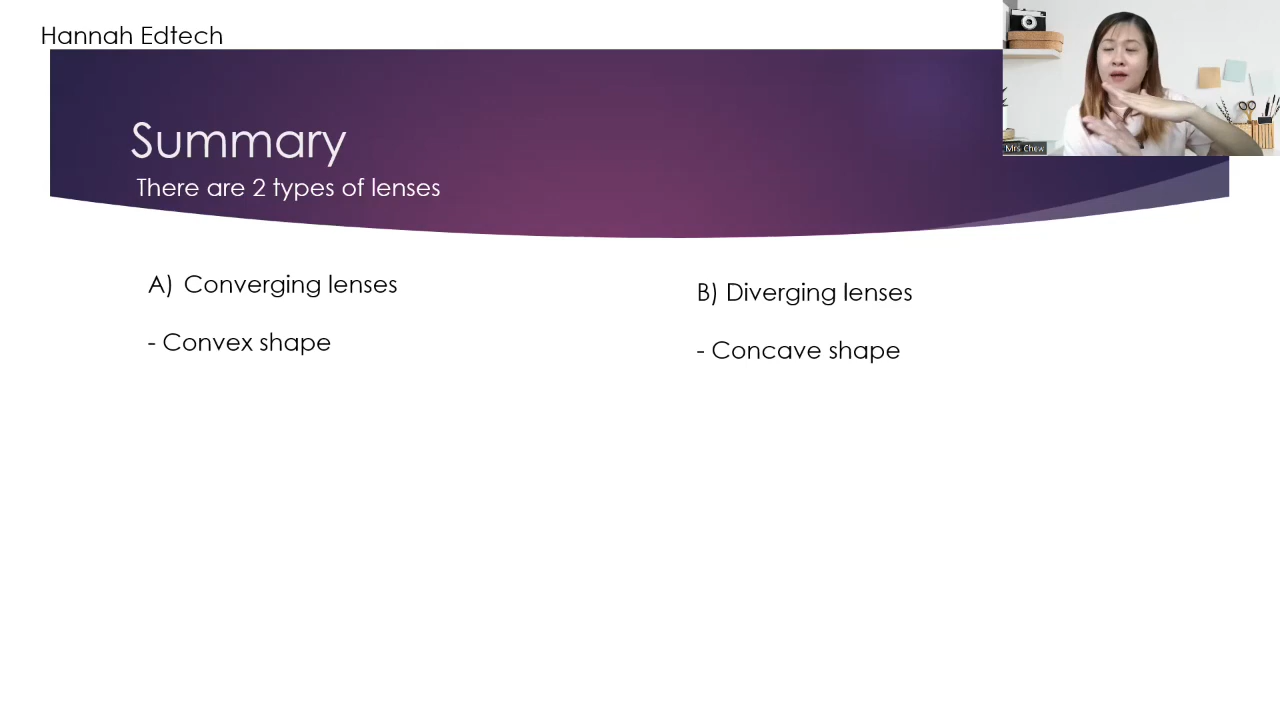 Hannah Edtech
Summary
There are 2 types of lenses
Mrs Chew
A) Converging lenses
- Convex shape
B) Diverging lenses
- Concave shape